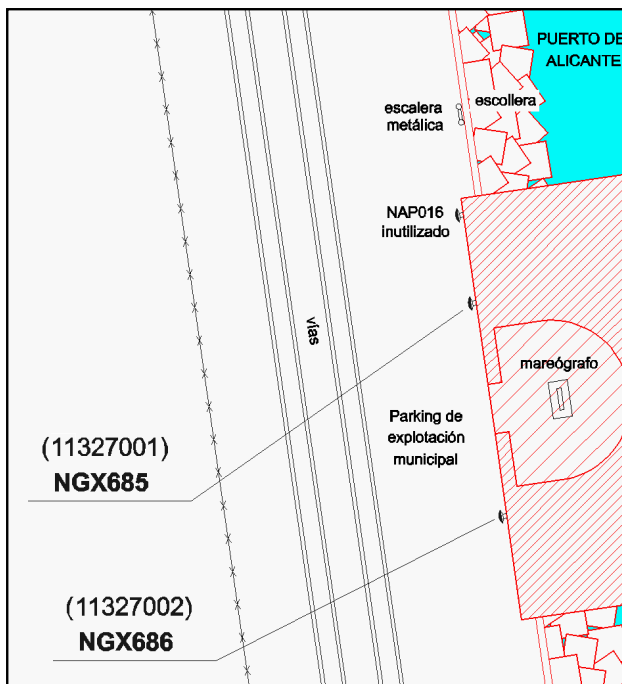 PUERTO DE
ALICANTE
escollera
escalera
metálica
NAP016
inutilizado
vías
mareógrafo
Parking de
explotación
municipal
(11327001)
NGX685
(11327002)
NGX686